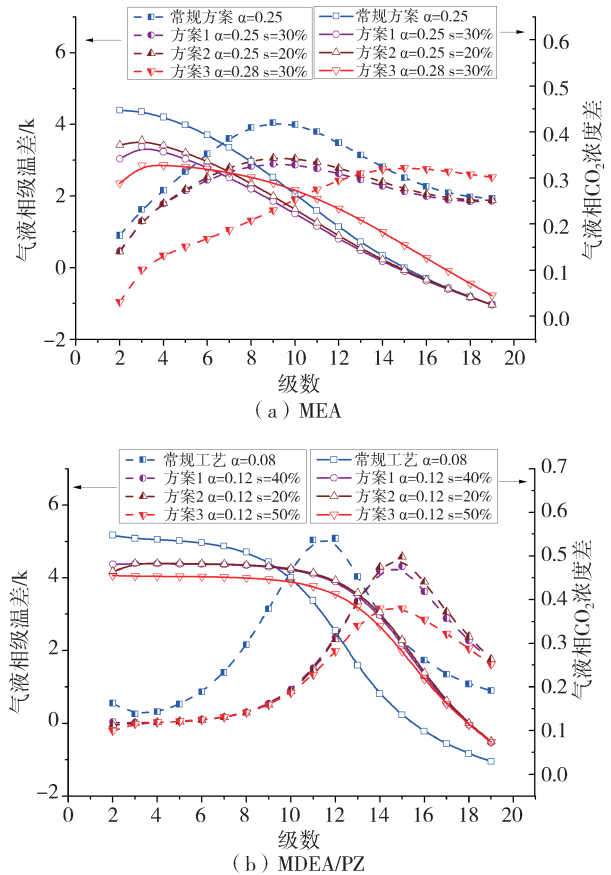 常规方案 α=0.25 常规方案 α=0.25
方案1 α=0.25 s=30% 方案1 α=0.25 s=30%
方案2 α=0.25 s=20% 方案2 α=0.25 s=20%
方案3 α=0.28 s=30% 方案3 α=0.28 s=30%
气液相级温差/k
6
4
2
0
-2
气液相CO₂浓度差
0.6
0.5
0.4
0.3
0.2
0.1
0.0
0 2 4 6 8 10 12 14 16 18 20
级数
(a)MEA
常规工艺 α=0.08 常规工艺 α=0.08
方案1 α=0.12 s=40% 方案1 α=0.12 s=40%
方案2 α=0.12 s=20% 方案2 α=0.12 s=20%
方案3 α=0.12 s=50% 方案3 α=0.12 s=50%
气液相级温差/k
6
4
2
0
-2
气液相CO₂浓度差
0.7
0.6
0.5
0.4
0.3
0.2
0.1
0.0
0 2 4 6 8 10 12 14 16 18 20
级数
(b)MDEA/PZ